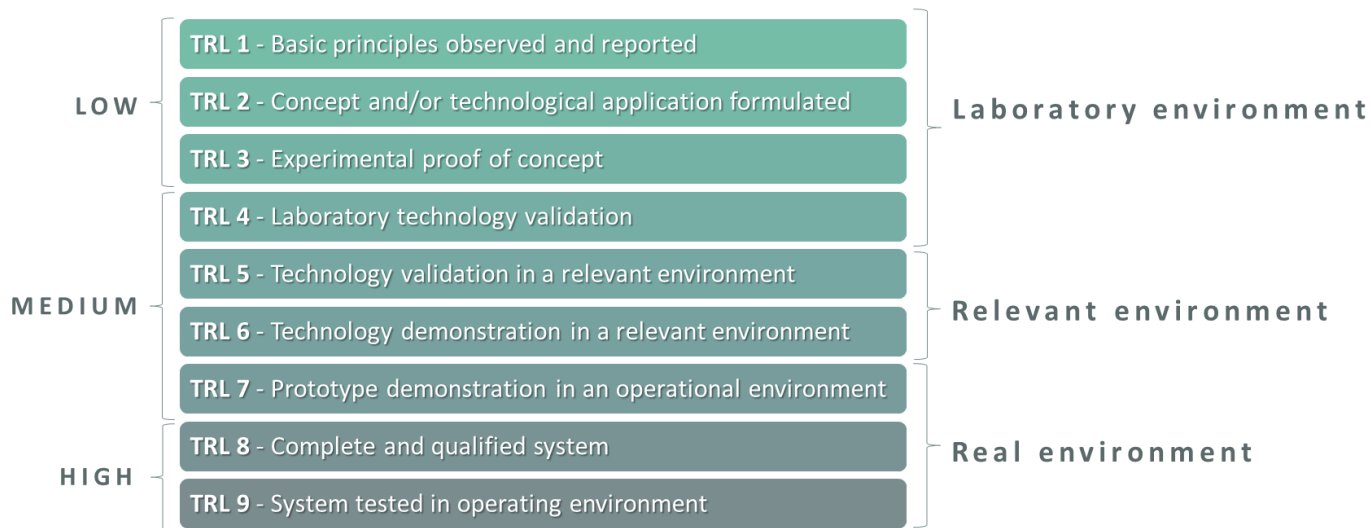 TRL 1 - Basic principles observed and reported
LOW
TRL 2 - Concept and/or technological application formulated
Laboratory environment
TRL 3 - Experimental proof of concept
TRL 4 - Laboratory technology validation
TRL 5 - Technology validation in a relevant environment
MEDIUM
Relevant environment
TRL 6 - Technology demonstration in a relevant environment
TRL 7 - Prototype demonstration in an operational environment
TRL 8 - Complete and qualified system
Real environment
HIGH
TRL 9 - System tested in operating environment